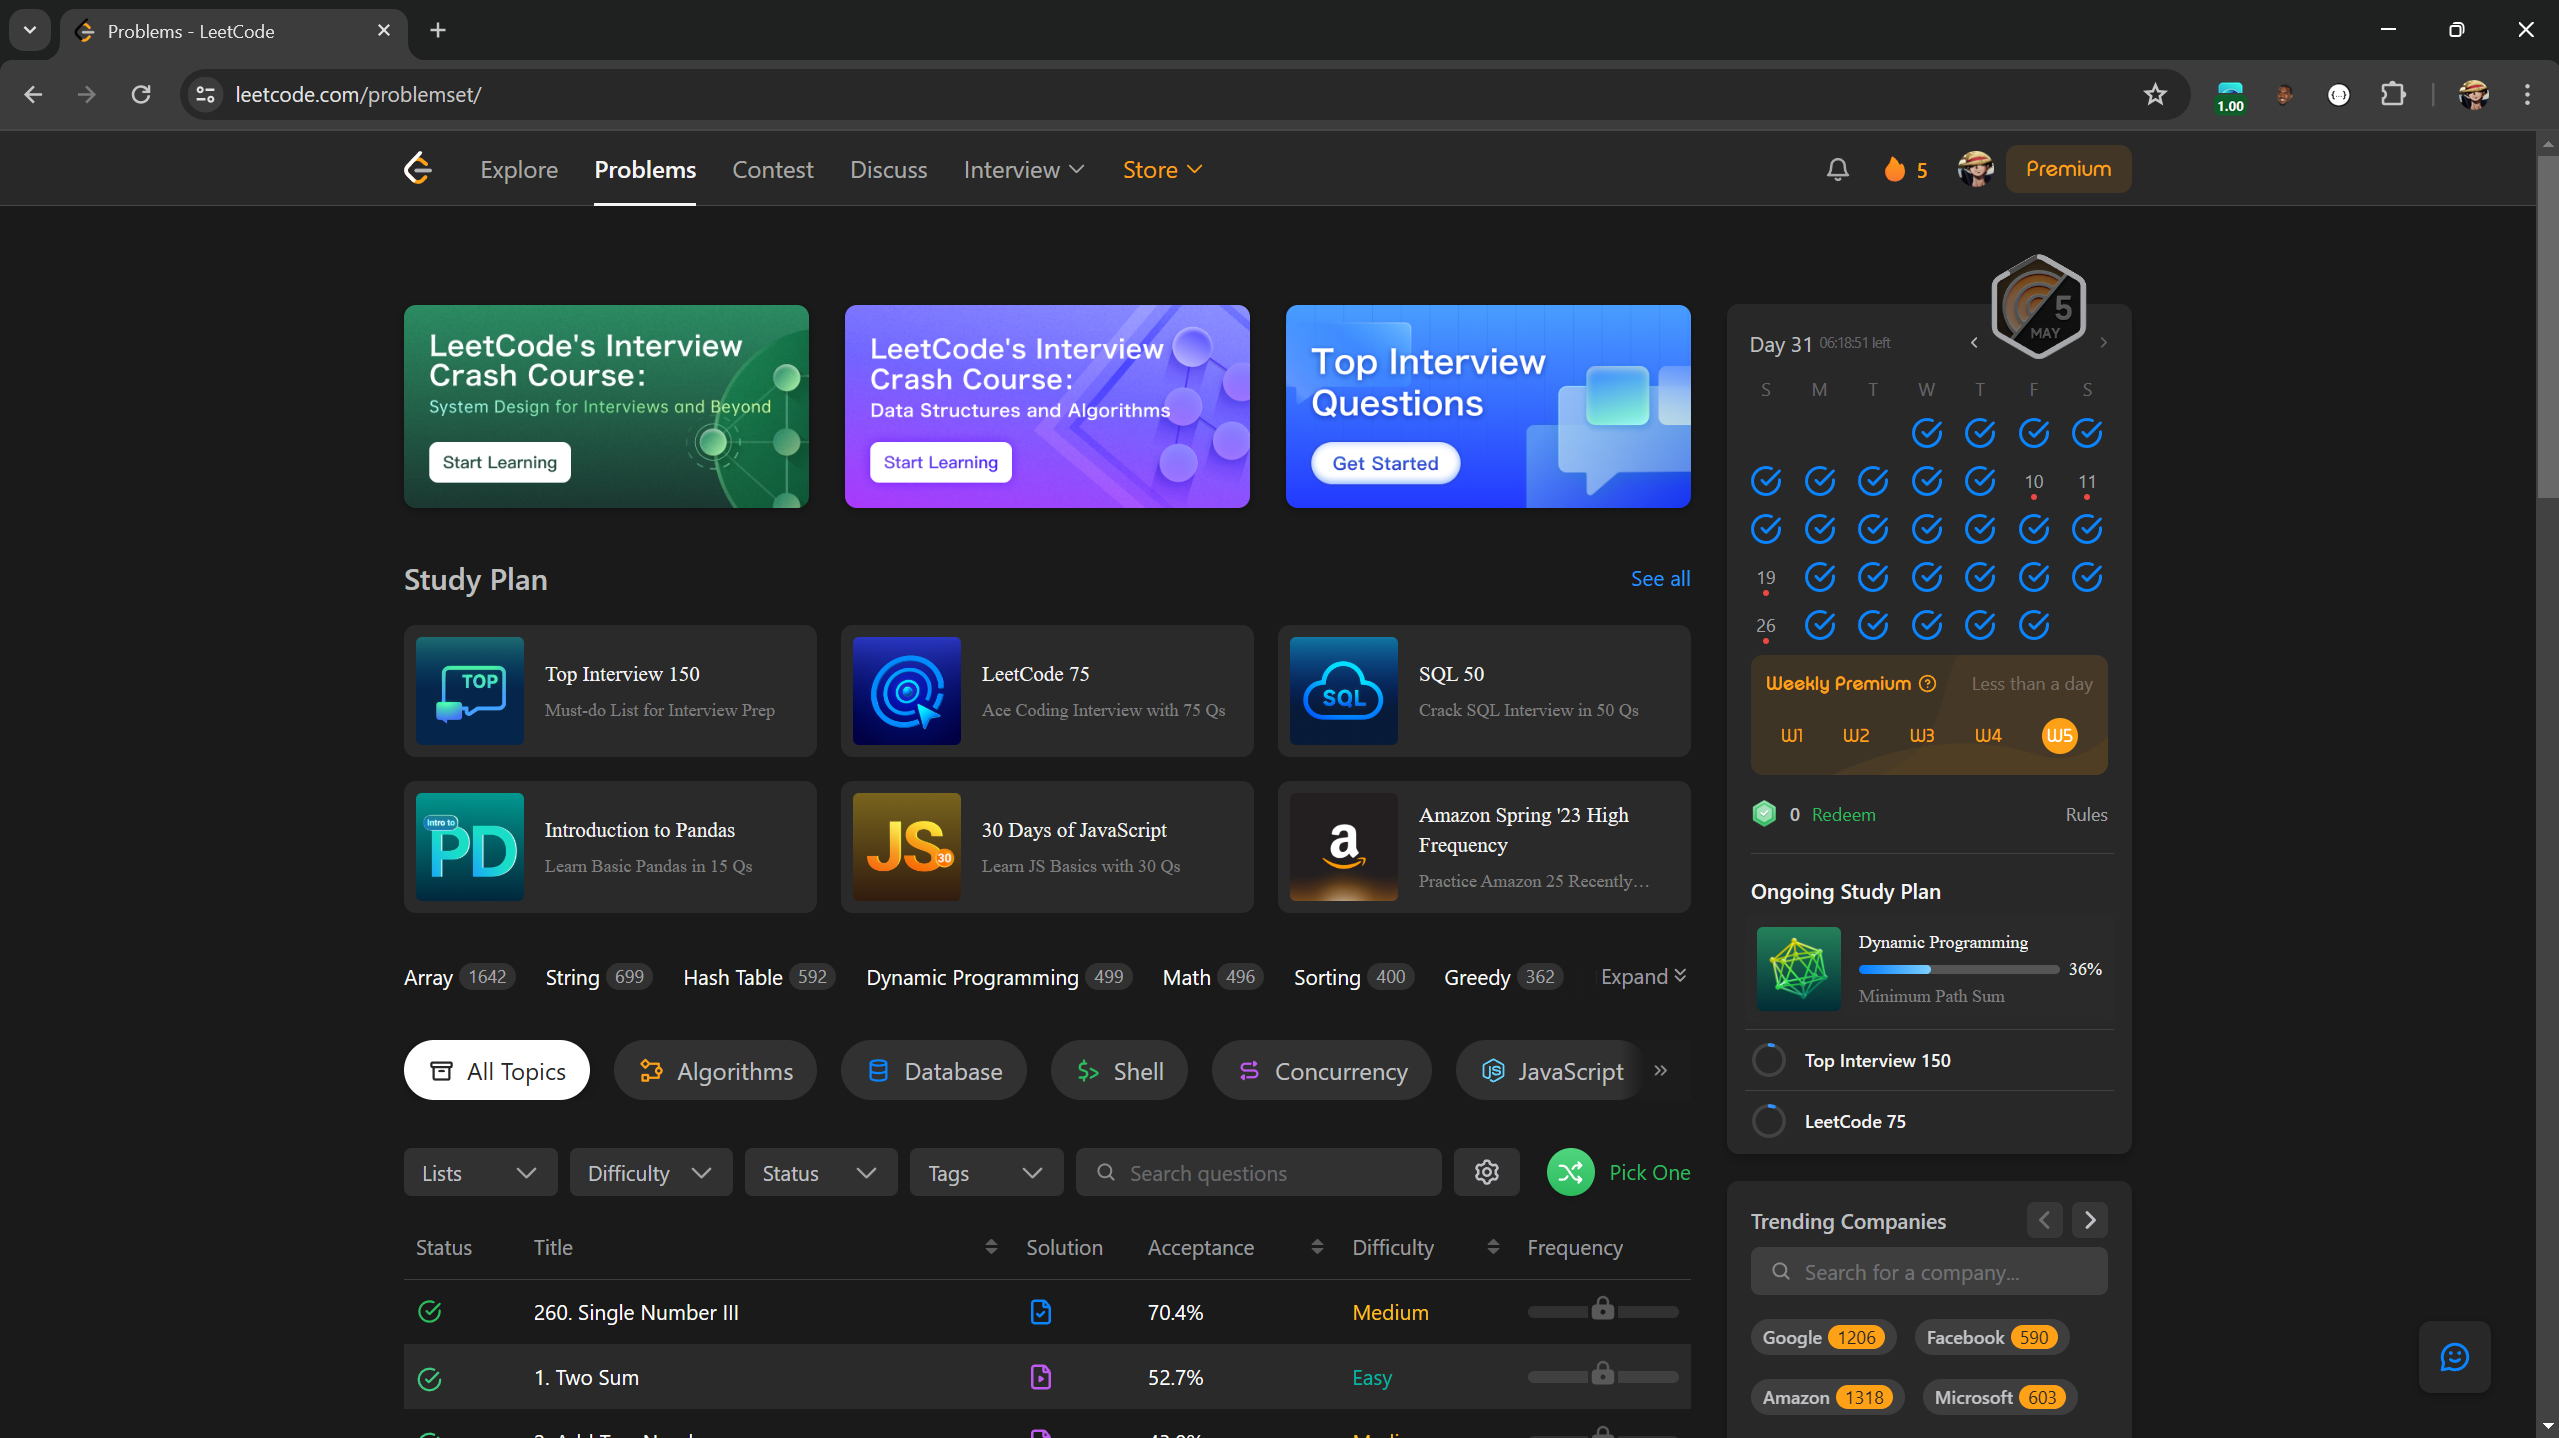 Problems - LeetCode
leetcode.com/problemset/
1.00
Explore Problems Contest Discuss Interview Store 5 Premium
LeetCode's Interview
Crash Course:
System Design for Interviews and Beyond
Start Learning
LeetCode's Interview
Crash Course:
Data Structures and Algorithms
Start Learning
Top Interview
Questions
Get Started
5
MAY
Day 31 06:18:51 left
S M T W T F S
10 11
19
26
Weekly Premium Less than a day
W1 W2 W3 W4 W5
0 Redeem Rules
Study Plan See all
TOP
Top Interview 150
Must-do List for Interview Prep
LeetCode 75
Ace Coding Interview with 75 Qs
SQL
SQL 50
Crack SQL Interview in 50 Qs
Intro to
PD
Introduction to Pandas
Learn Basic Pandas in 15 Qs
JS
30
30 Days of JavaScript
Learn JS Basics with 30 Qs
a
Amazon Spring '23 High
Frequency
Practice Amazon 25 Recently…
Ongoing Study Plan
Dynamic Programming
36%
Minimum Path Sum
Top Interview 150
LeetCode 75
Array 1642 String 699 Hash Table 592 Dynamic Programming 499 Math 496 Sorting 400 Greedy 362 Expand
All Topics Algorithms Database Shell Concurrency JavaScript
Lists Difficulty Status Tags Search questions Pick One
Status Title Solution Acceptance Difficulty Frequency
260. Single Number III 70.4% Medium
1. Two Sum 52.7% Easy
Trending Companies
Search for a company...
Google 1206 Facebook 590
Amazon 1318 Microsoft 603